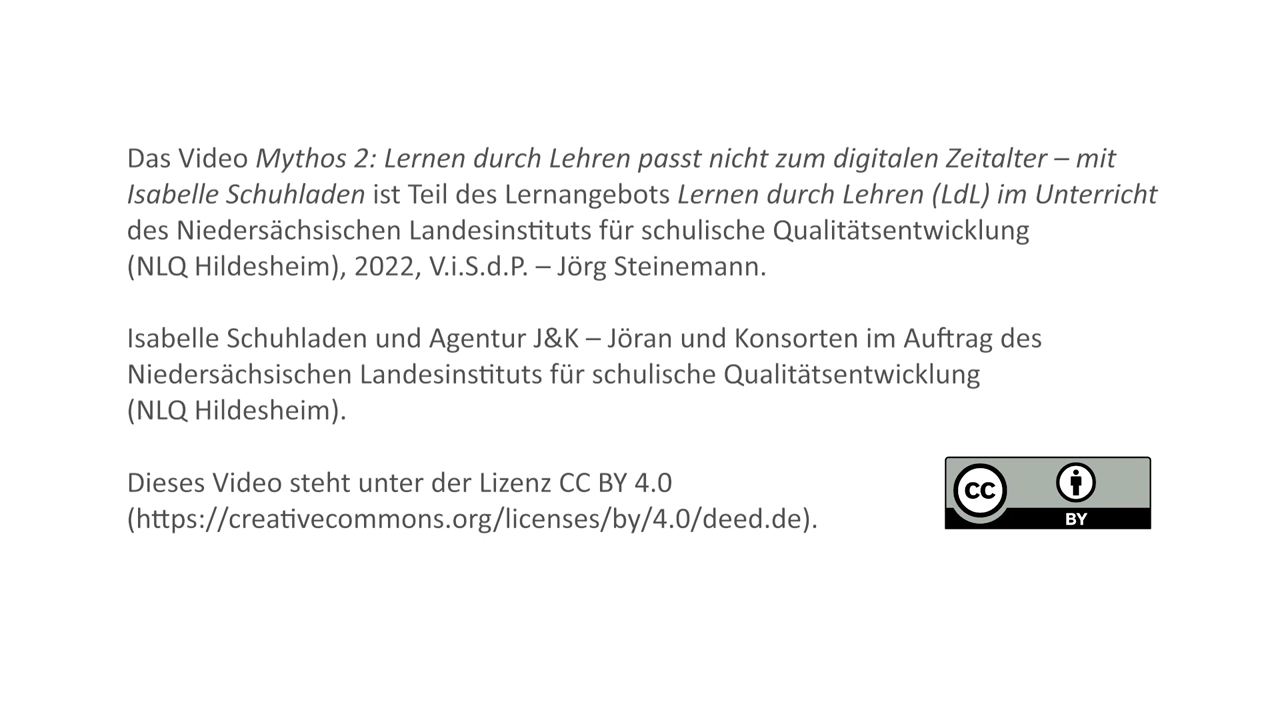 Das Video Mythos 2: Lernen durch Lehren passt nicht zum digitalen Zeitalter – mit
Isabelle Schuhladen ist Teil des Lernangebots Lernen durch Lehren (LdL) im Unterricht
des Niedersächsischen Landesinstituts für schulische Qualitätsentwicklung
(NLQ Hildesheim), 2022, V.i.S.d.P. – Jörg Steinemann.
Isabelle Schuhladen und Agentur J&K – Jöran und Konsorten im Auftrag des
Niedersächsischen Landesinstituts für schulische Qualitätsentwicklung
(NLQ Hildesheim).
Dieses Video steht unter der Lizenz CC BY 4.0
(https://creativecommons.org/licenses/by/4.0/deed.de).
CC
BY